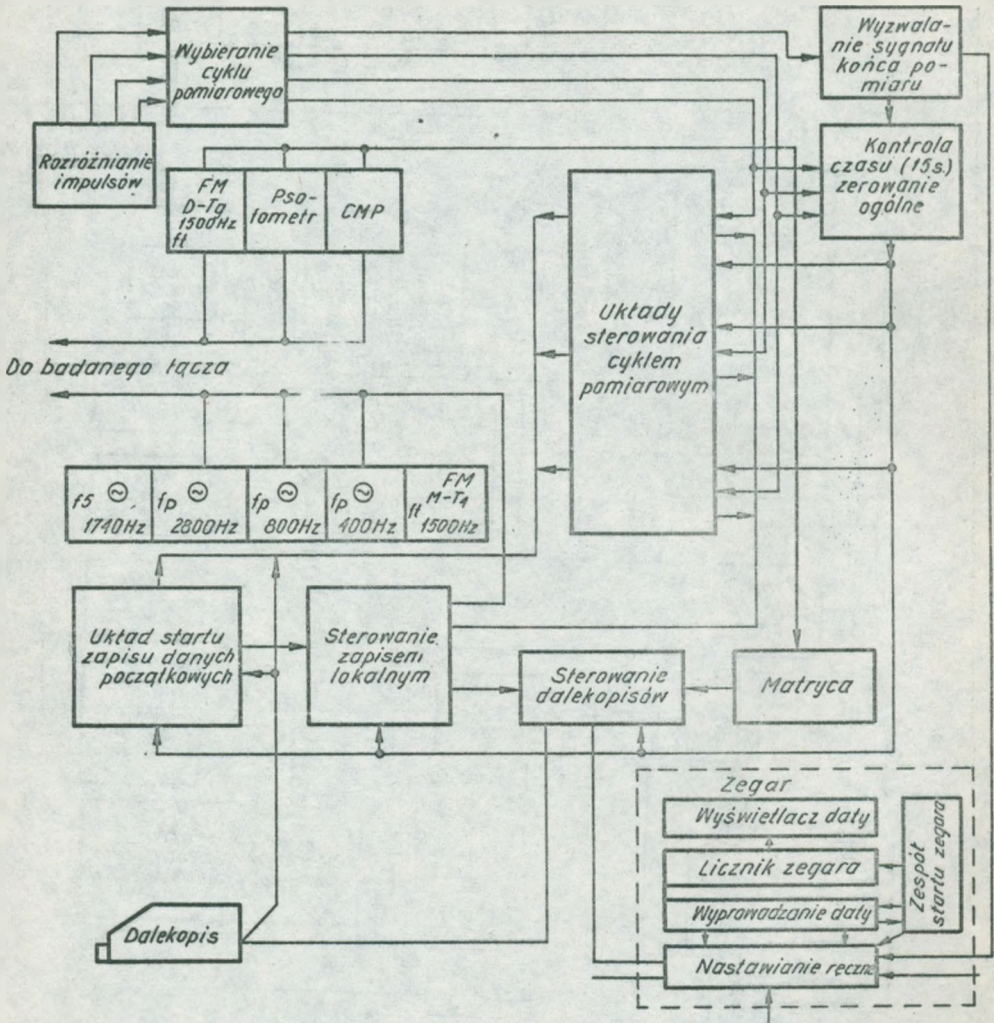 Wybieranie
cyklu
pomiarowego
Wyzwala-
nie sygnału
końca po-
miaru
Rozróżnianie
impulsów
FM
D-Tg
1500Hz
ft
Pso-
fometr
CMP
Kontrola
czasu (15s.)
zerowanie
ogólne
Układy
sterowania
cyklem
pomiarowym
Do badanego łącza
fs
1740Hz
fp
2800Hz
fp
800Hz
fp
400Hz
FM
M-T1
ft
1500Hz
Układ startu
zapisu danych
początkowych
Sterowanie
zapisem
lokalnym
Sterowanie
dalekopisów
Matryca
Zegar
Wyświetlacz daty
Licznik zegara
Wyprowadzanie daty
Nastawianie ręczne
Zespół
startu zegara
Dalekopis